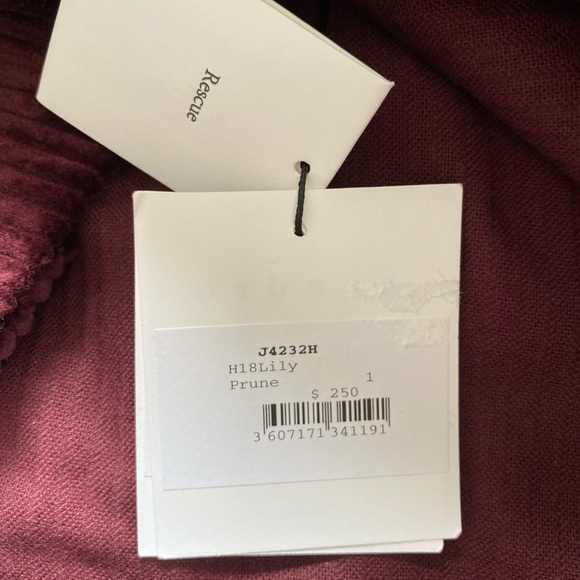 Rescue
J4232H
H18Lily
Prune 1
$ 250
3 607171 341191